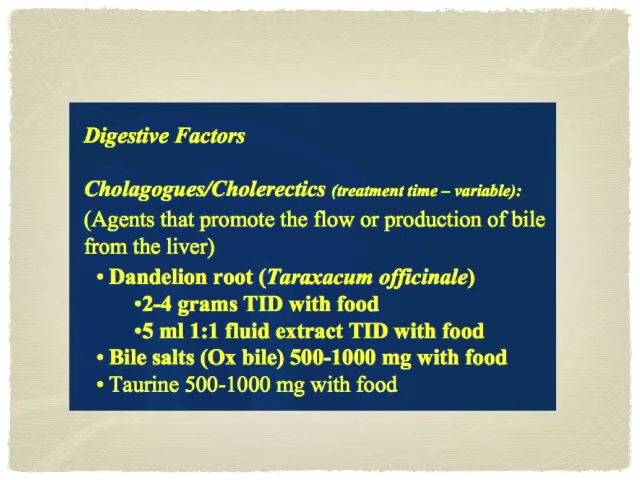 Digestive Factors
Cholagogues/Cholerectics (treatment time – variable):
(Agents that promote the flow or production of bile
from the liver)
• Dandelion root (Taraxacum officinale)
•2-4 grams TID with food
•5 ml 1:1 fluid extract TID with food
• Bile salts (Ox bile) 500-1000 mg with food
• Taurine 500-1000 mg with food